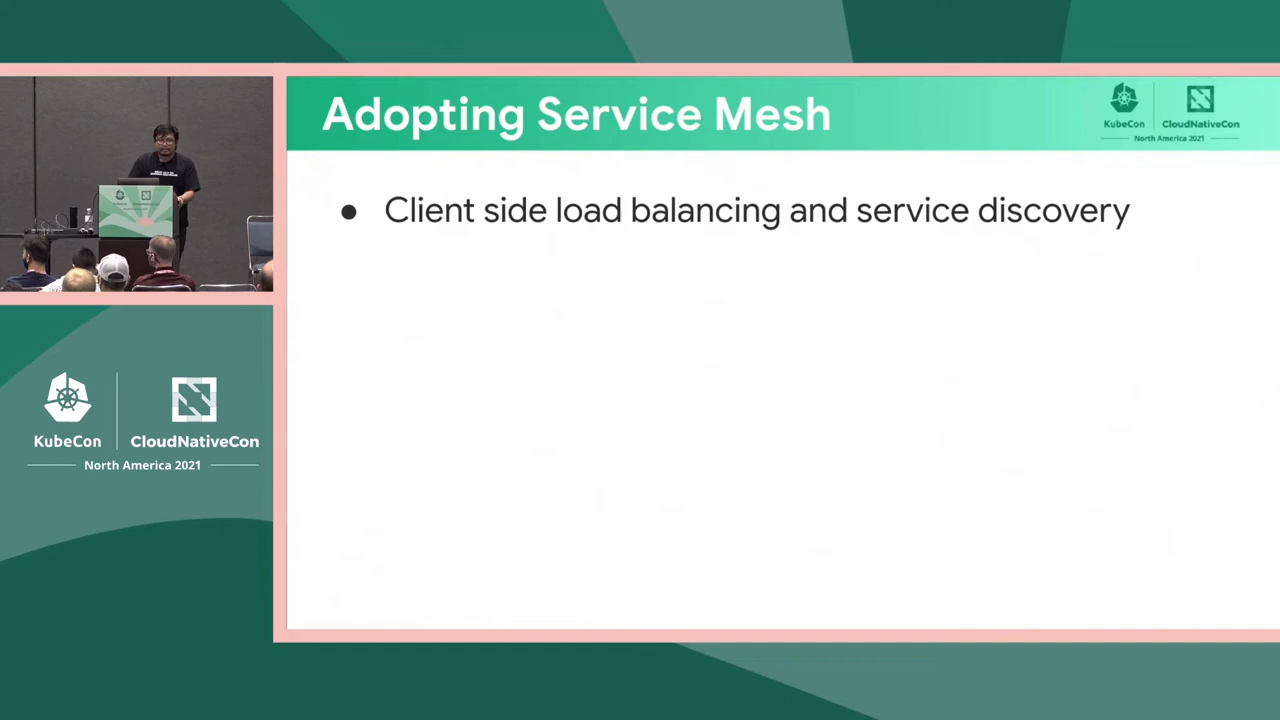 Adopting Service Mesh
KubeCon
CloudNativeCon
North America 2021
● Client side load balancing and service discovery
KubeCon
CloudNativeCon
North America 2021